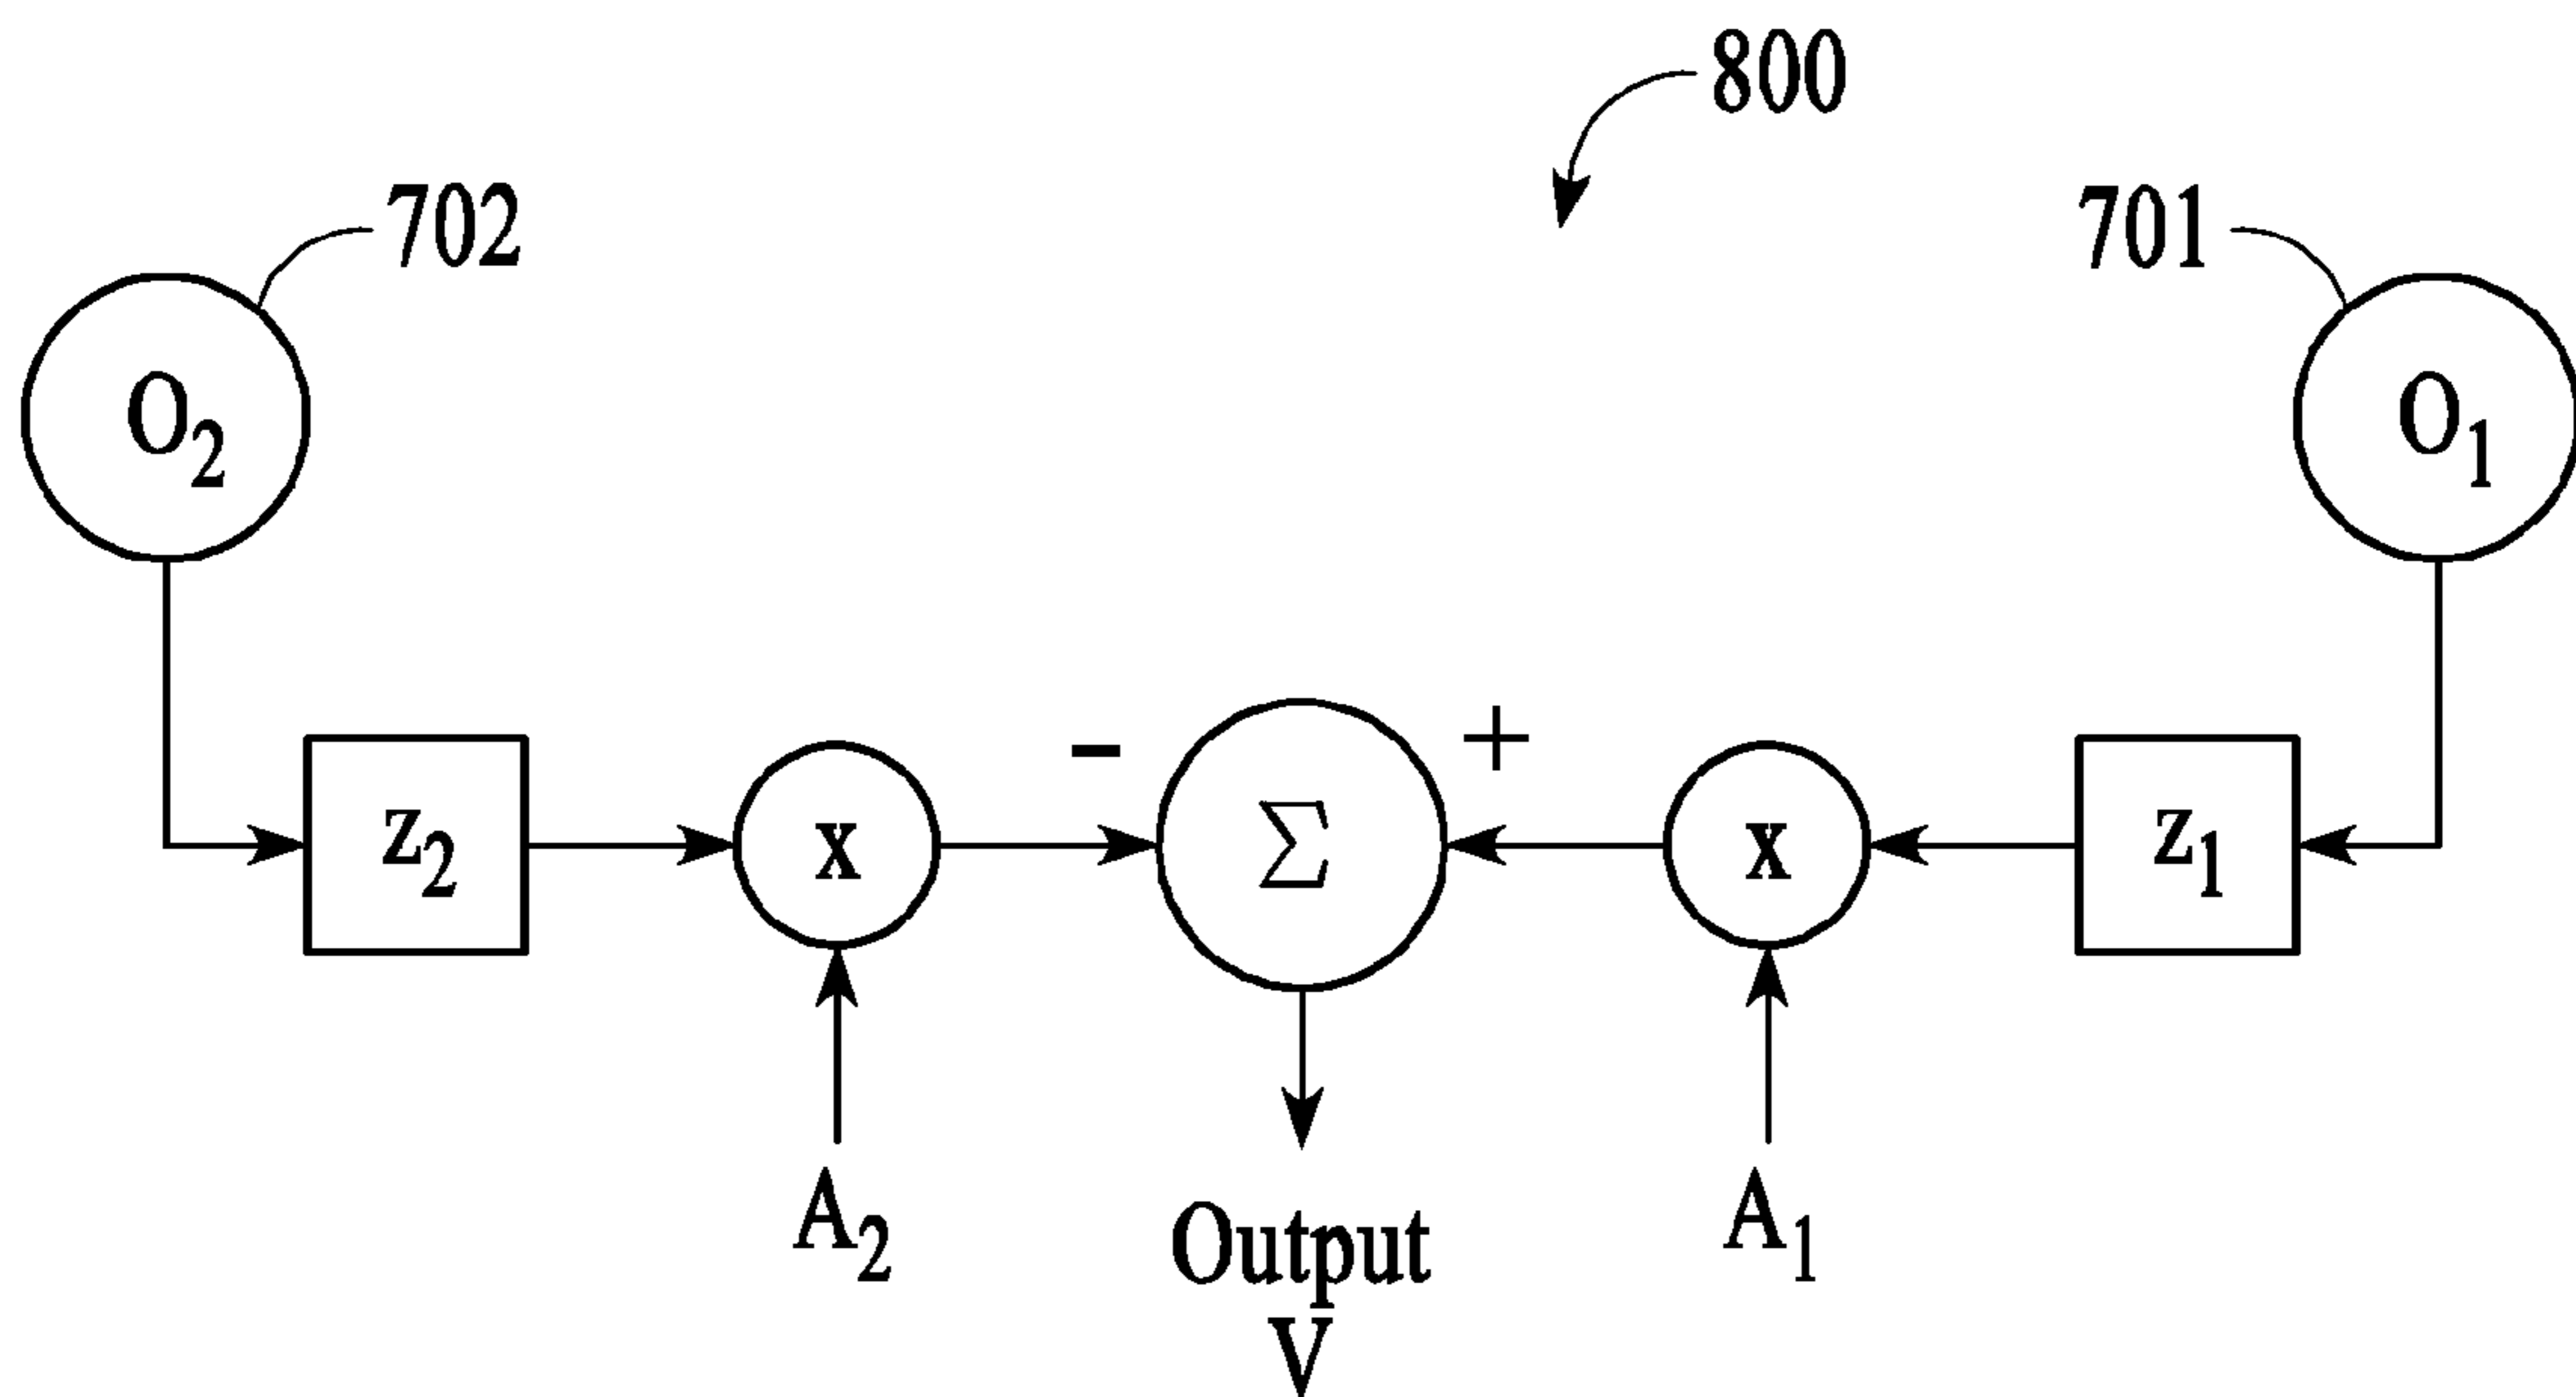 800
702
701
O₂
O₁
- +
z₂ x Σ x z₁
A₂ Output A₁
V